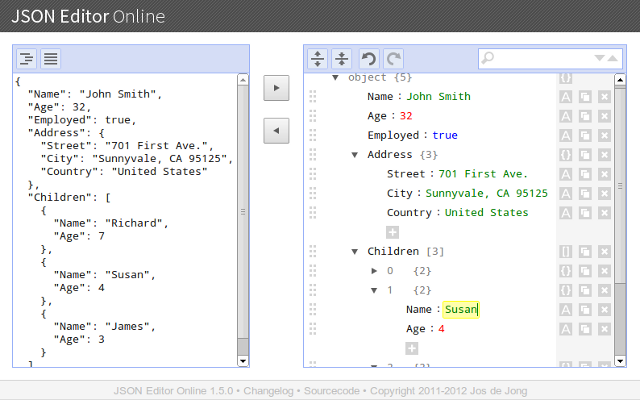 JSON Editor Online
{
"Name": "John Smith",
"Age": 32,
"Employed": true,
"Address": {
"Street": "701 First Ave.",
"City": "Sunnyvale, CA 95125",
"Country": "United States"
},
"Children": [
{
"Name": "Richard",
"Age": 7
},
{
"Name": "Susan",
"Age": 4
},
{
"Name": "James",
"Age": 3
}
]
object {5}
Name : John Smith
Age : 32
Employed : true
Address {3}
Street : 701 First Ave.
City : Sunnyvale, CA 95125
Country : United States
Children [3]
0 {2}
1 {2}
Name : Susan
Age : 4
2 {2}
JSON Editor Online 1.5.0 • Changelog • Sourcecode • Copyright 2011-2012 Jos de Jong